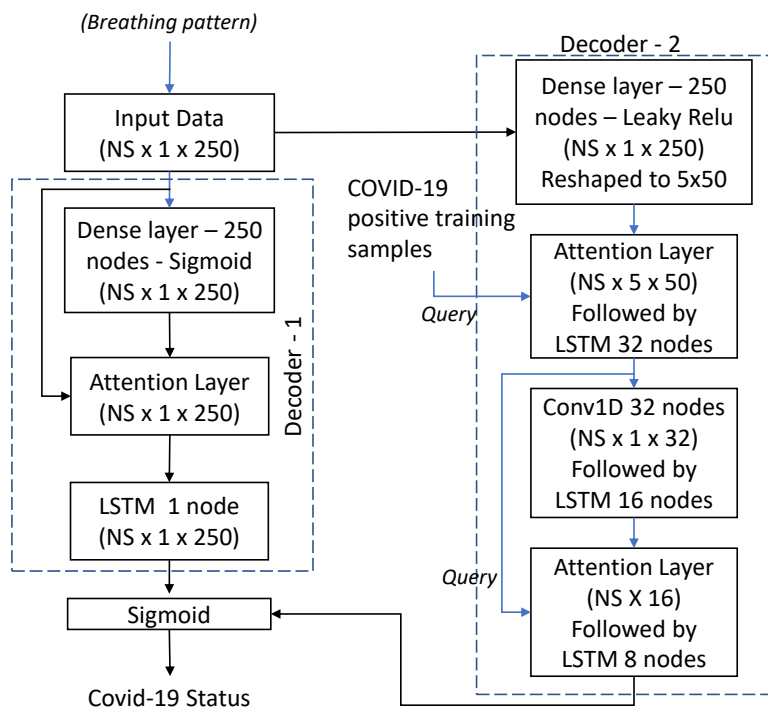 (Breathing pattern)
Input Data
(NS x 1 x 250)
Dense layer – 250
nodes - Sigmoid
(NS x 1 x 250)
Attention Layer
(NS x 1 x 250)
LSTM 1 node
(NS x 1 x 250)
Decoder - 1
Sigmoid
Covid-19 Status
Decoder - 2
Dense layer – 250
nodes – Leaky Relu
(NS x 1 x 250)
Reshaped to 5x50
COVID-19
positive training
samples
Query
Attention Layer
(NS x 5 x 50)
Followed by
LSTM 32 nodes
Conv1D 32 nodes
(NS x 1 x 32)
Followed by
LSTM 16 nodes
Query
Attention Layer
(NS X 16)
Followed by
LSTM 8 nodes